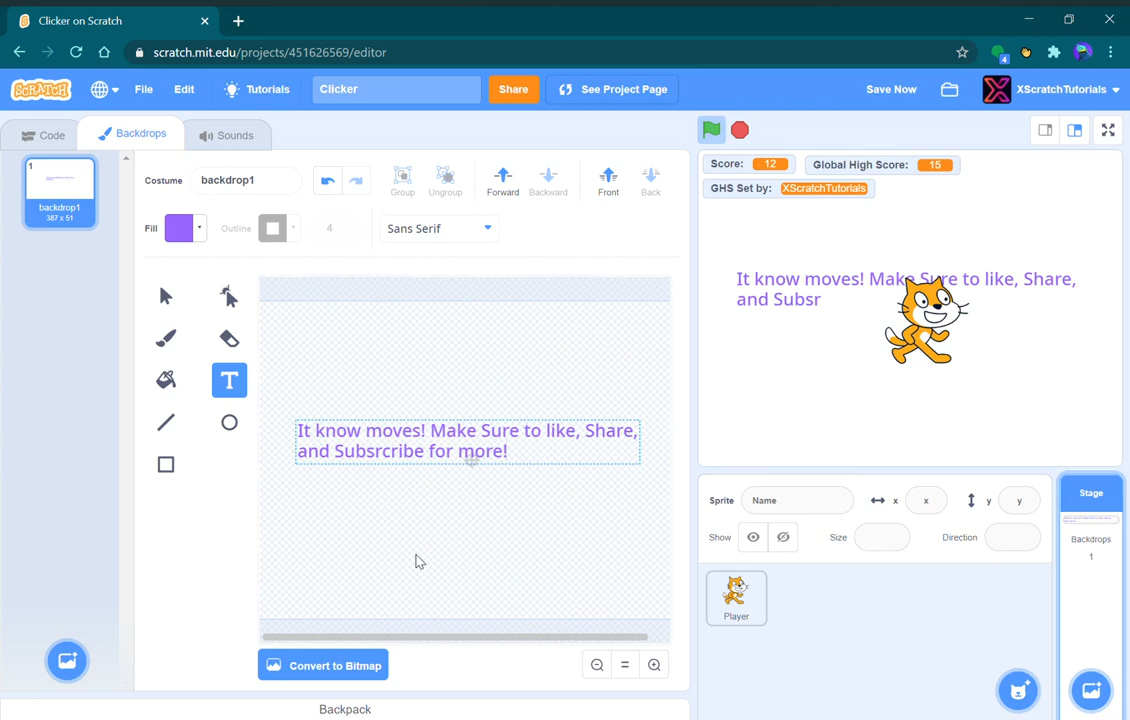 Clicker on Scratch
scratch.mit.edu/projects/451626569/editor
4
SCRATCH
File
Edit
Tutorials
Clicker
Share
See Project Page
Save Now
XScratchTutorials
Code
Backdrops
Sounds
1
backdrop1
387 x 51
Costume
backdrop1
Group
Ungroup
Forward
Backward
Front
Back
Fill
Outline
4
Sans Serif
T
It know moves! Make Sure to like, Share,
and Subsrcribe for more!
Convert to Bitmap
Backpack
Score: 12
Global High Score: 15
GHS Set by: XScratchTutorials
It know moves! Make Sure to like, Share,
and Subsr
Sprite
Name
x
x
y
y
Show
Size
Direction
Player
Stage
Backdrops
1